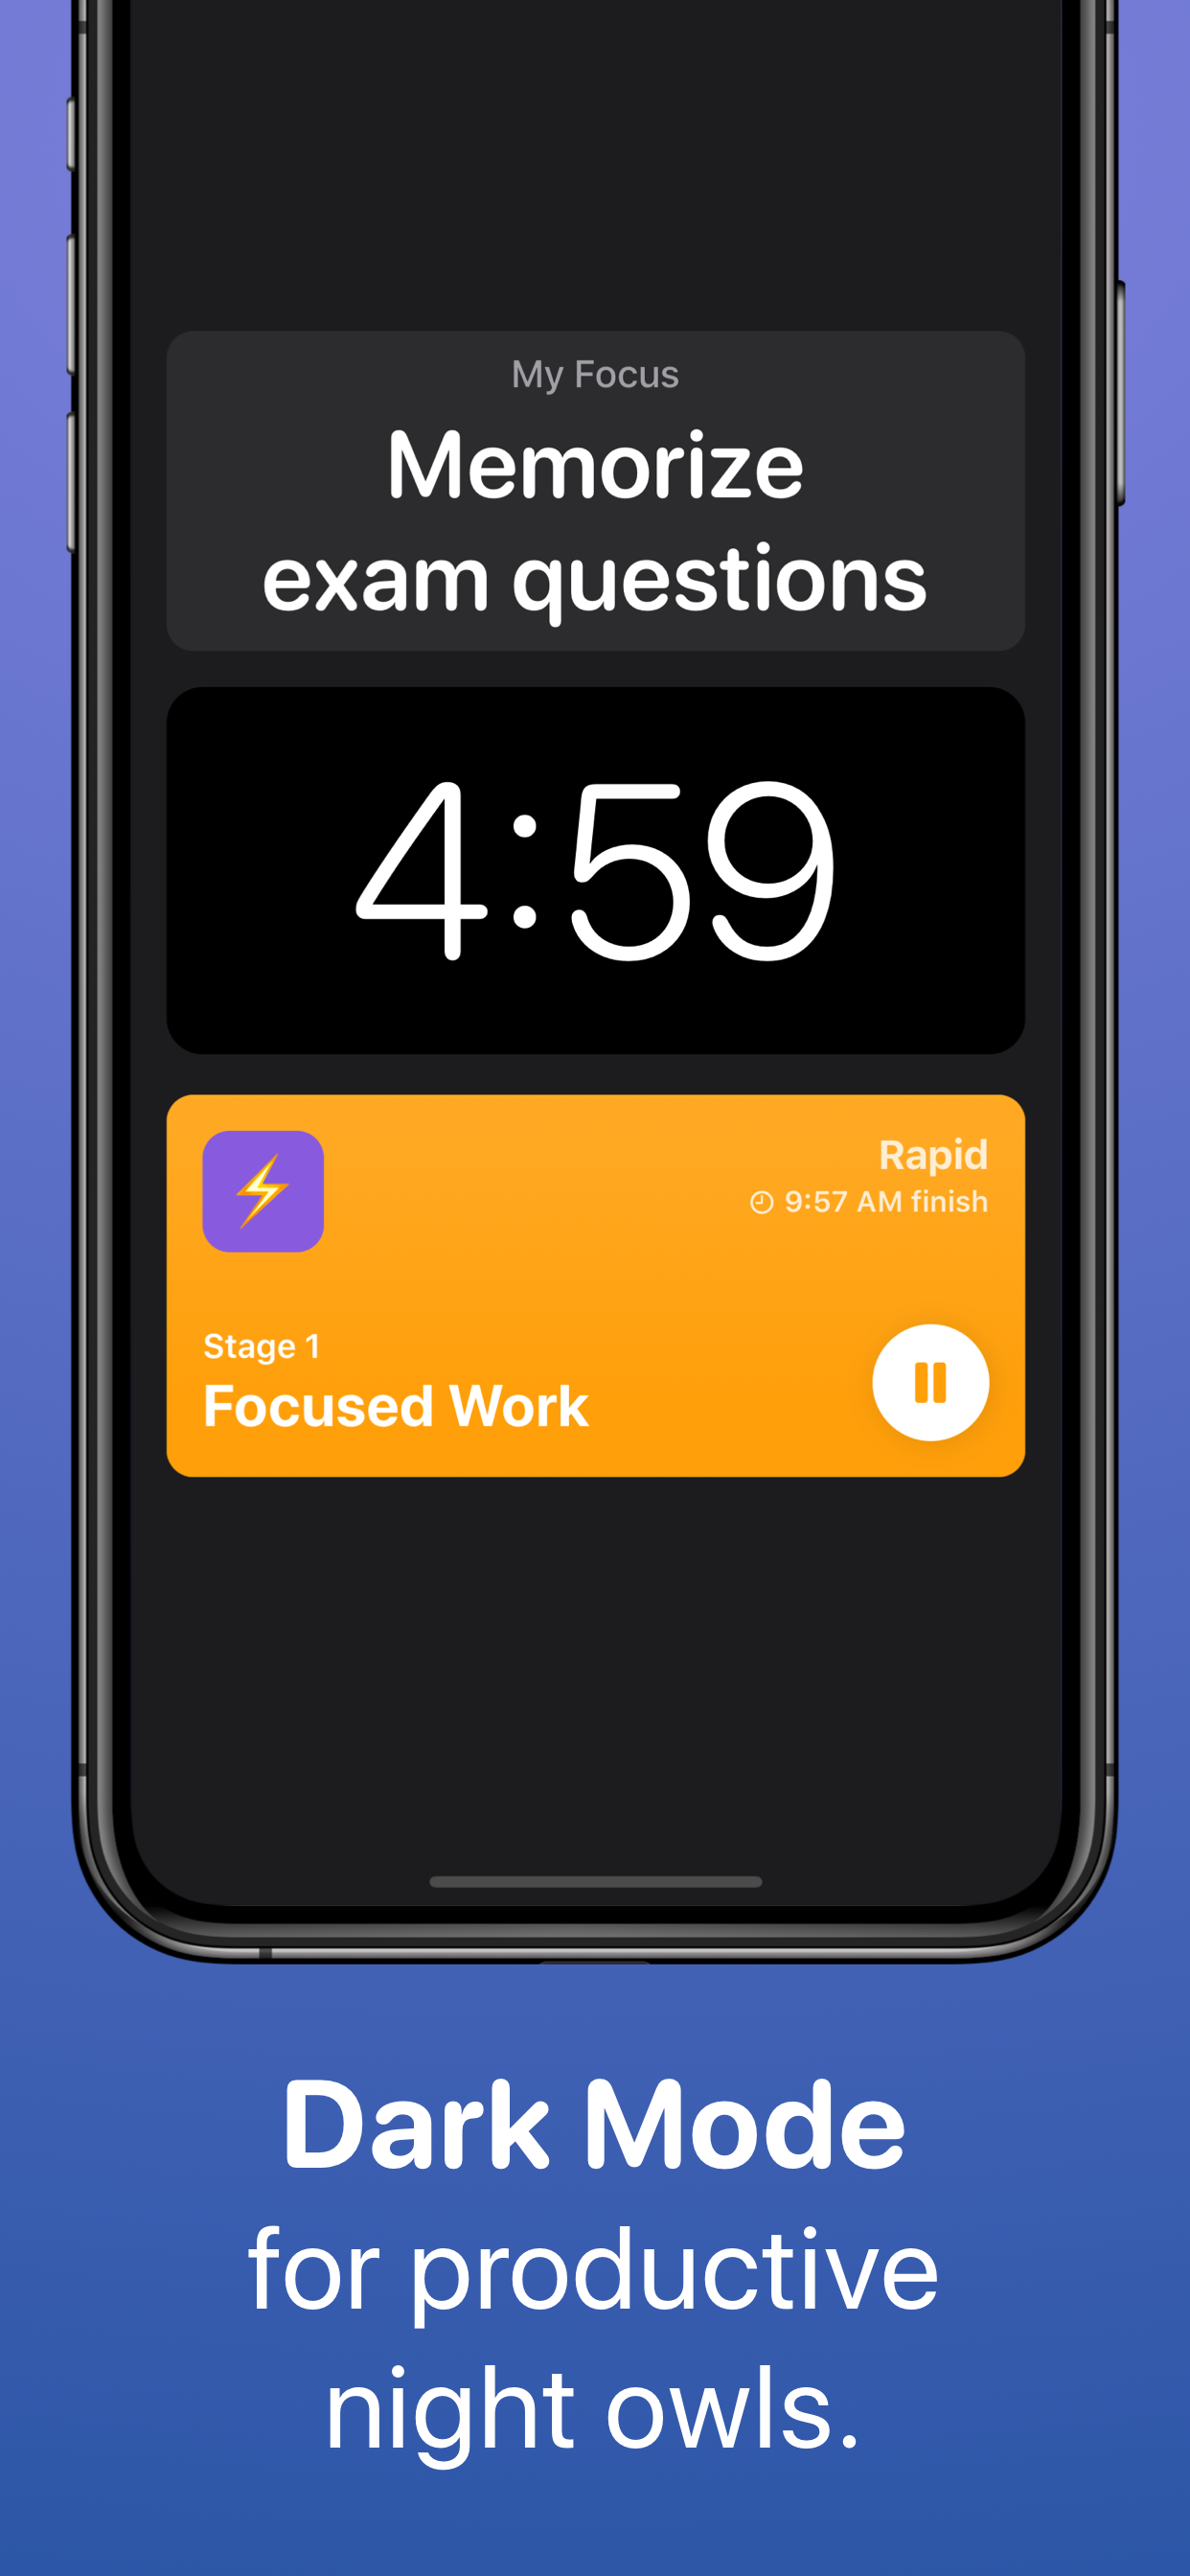 My Focus
Memorize
exam questions
4:59
Rapid
9:57 AM finish
Stage 1
Focused Work
Dark Mode
for productive
night owls.